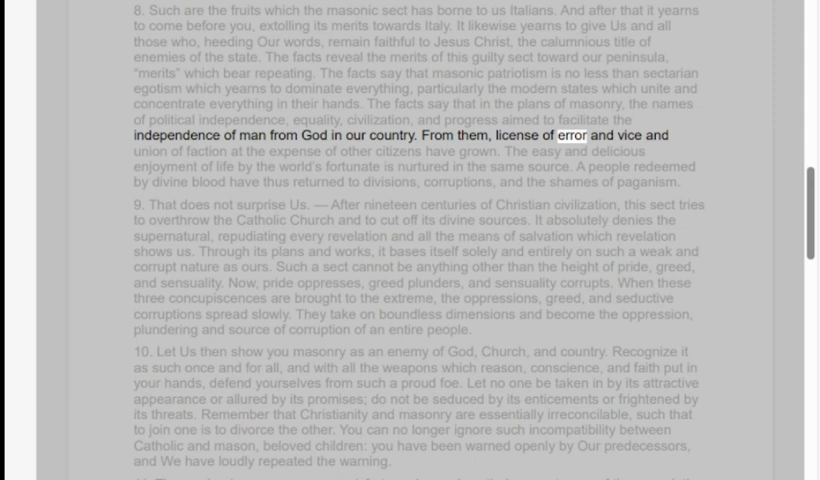 8. Such are the fruits which the masonic sect has borne to us Italians. And after that it yearns
to come before you, extolling its merits towards Italy. It likewise yearns to give Us and all
those who, heeding Our words, remain faithful to Jesus Christ, the calumnious title of
enemies of the state. The facts reveal the merits of this guilty sect toward our peninsula,
“merits” which bear repeating. The facts say that masonic patriotism is no less than sectarian
egotism which yearns to dominate everything, particularly the modern states which unite and
concentrate everything in their hands. The facts say that in the plans of masonry, the names
of political independence, equality, civilization, and progress aimed to facilitate the
independence of man from God in our country. From them, license of error and vice and
union of faction at the expense of other citizens have grown. The easy and delicious
enjoyment of life by the world's fortunate is nurtured in the same source. A people redeemed
by divine blood have thus returned to divisions, corruptions, and the shames of paganism.
9. That does not surprise Us. — After nineteen centuries of Christian civilization, this sect tries
to overthrow the Catholic Church and to cut off its divine sources. It absolutely denies the
supernatural, repudiating every revelation and all the means of salvation which revelation
shows us. Through its plans and works, it bases itself solely and entirely on such a weak and
corrupt nature as ours. Such a sect cannot be anything other than the height of pride, greed,
and sensuality. Now, pride oppresses, greed plunders, and sensuality corrupts. When these
three concupiscences are brought to the extreme, the oppressions, greed, and seductive
corruptions spread slowly. They take on boundless dimensions and become the oppression,
plundering and source of corruption of an entire people.
10. Let Us then show you masonry as an enemy of God, Church, and country. Recognize it
as such once and for all, and with all the weapons which reason, conscience, and faith put in
your hands, defend yourselves from such a proud foe. Let no one be taken in by its attractive
appearance or allured by its promises; do not be seduced by its enticements or frightened by
its threats. Remember that Christianity and masonry are essentially irreconcilable, such that
to join one is to divorce the other. You can no longer ignore such incompatibility between
Catholic and mason, beloved children: you have been warned openly by Our predecessors,
and We have loudly repeated the warning.